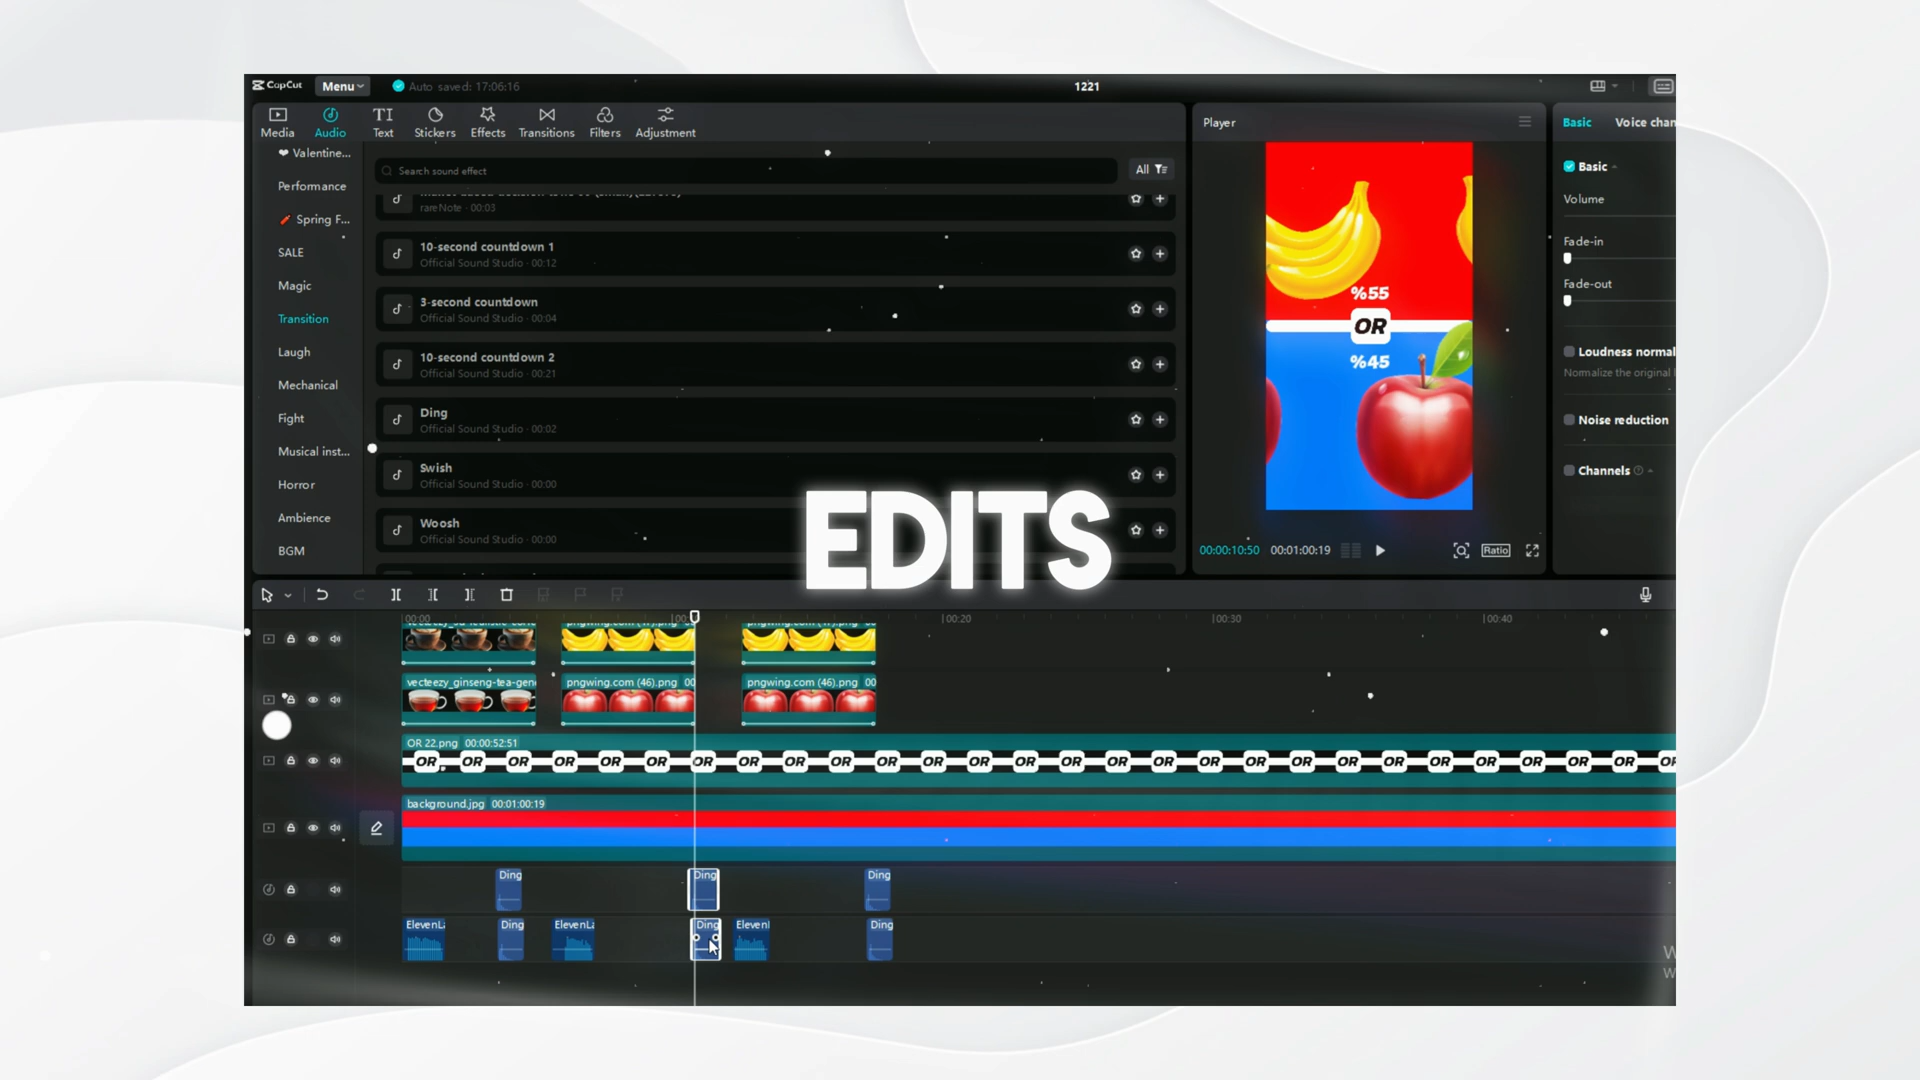 CapCut
Menu
Auto saved: 17:06:16
1221
Media
Audio
TI
Text
Stickers
Effects
Transitions
Filters
Adjustment
Player
Basic
Voice chan
Valentine...
Performance
Spring F...
SALE
Magic
Transition
Laugh
Mechanical
Fight
Musical inst...
Horror
Ambience
BGM
Search sound effect
All
rareNote · 00:03
10-second countdown 1
Official Sound Studio · 00:12
3-second countdown
Official Sound Studio · 00:04
10-second countdown 2
Official Sound Studio · 00:21
Ding
Official Sound Studio · 00:02
Swish
Official Sound Studio · 00:00
Woosh
Official Sound Studio · 00:00
%55
OR
%45
00:00:10:50
00:01:00:19
Ratio
Basic
Volume
Fade-in
Fade-out
Loudness normal
Normalize the original
Noise reduction
Channels
EDITS
00:00
00:20
00:30
00:40
vecteezy_ginseng-tea-gen
pngwing.com (46).png 00
pngwing.com (46).png 00
OR 22.png 00:00:52:51
OR OR OR OR OR OR OR OR OR OR OR OR OR OR OR OR OR OR OR OR OR OR OR OR OR OR OR OR
background.jpg 00:01:00:19
Ding
Ding
Ding
ElevenLa
Ding
ElevenLa
Ding
Elevenl
Ding